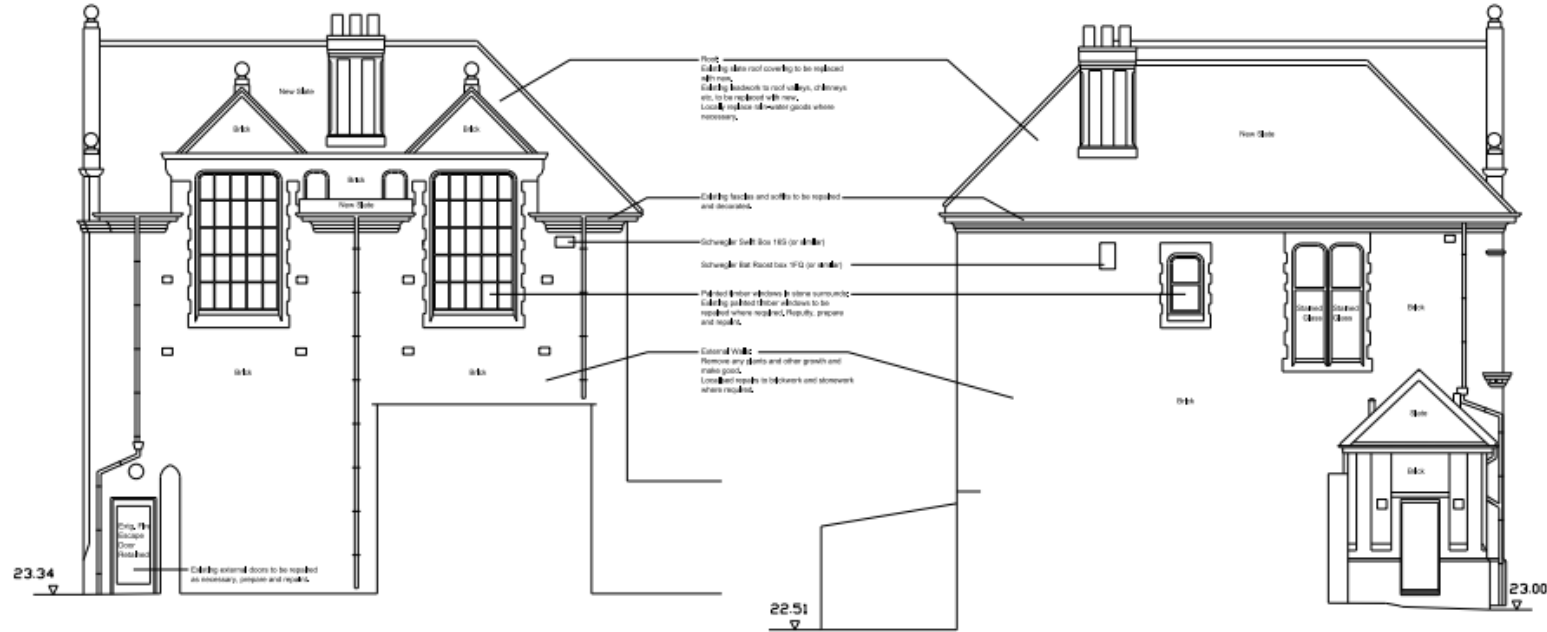 New Slate
Brick
Brick
Brick
New Slate
Brick
Brick
Extg. Fire
Escape
Door
Retained
Existing external doors to be repaired
as necessary, prepare and repaint.
23.34
Roof:
Existing slate roof covering to be replaced
with new.
Existing leadwork to roof valleys, chimneys
etc. to be replaced with new.
Locally replace rain-water goods where
necessary.
Existing fascias and soffits to be repaired
and decorated.
Schwegler Swift Box 16S (or similar)
Schwegler Bat Roost box 1FQ (or similar)
Painted timber windows in stone surrounds:
Existing painted timber windows to be
repaired where required. Reputty, prepare
and repaint.
External Walls:
Remove any plants and other growth and
make good.
Localised repairs to brickwork and stonework
where required.
22.51
New Slate
Stained
Glass
Stained
Glass
Brick
Brick
Slate
Brick
23.00